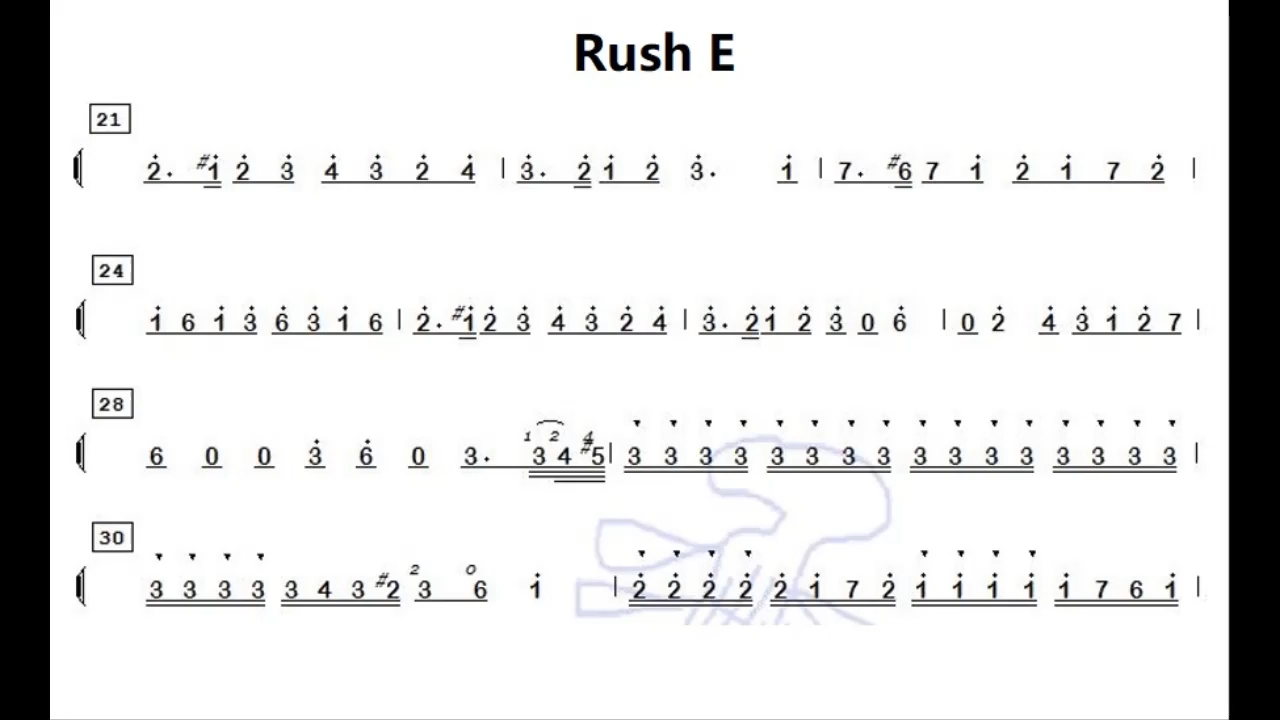 Rush E
21
2̇. #1̇ 2̇ 3̇ 4̇ 3̇ 2̇ 4̇ | 3̇. 2̇ 1̇ 2̇ 3̇. 1̇ | 7. #6 7 1̇ 2̇ 1̇ 7 2̇ |
24
1̇ 6 1̇ 3̇ 6̇ 3̇ 1̇ 6 | 2̇. #1̇ 2̇ 3̇ 4̇ 3̇ 2̇ 4̇ | 3̇. 2̇ 1̇ 2̇ 3̇ 0 6̇ | 0 2̇ 4̇ 3̇ 1̇ 2̇ 7 |
28
1 2 4
6 0 0 3̇ 6̇ 0 3. 3 4 #5 | 3 3 3 3 3 3 3 3 3 3 3 3 3 3 3 3 |
30
2 0
3 3 3 3 3 4 3 #2 3 6 1̇ | 2̇ 2̇ 2̇ 2̇ 2̇ 1̇ 7 2̇ 1̇ 1̇ 1̇ 1̇ 1̇ 7 6 1̇ |